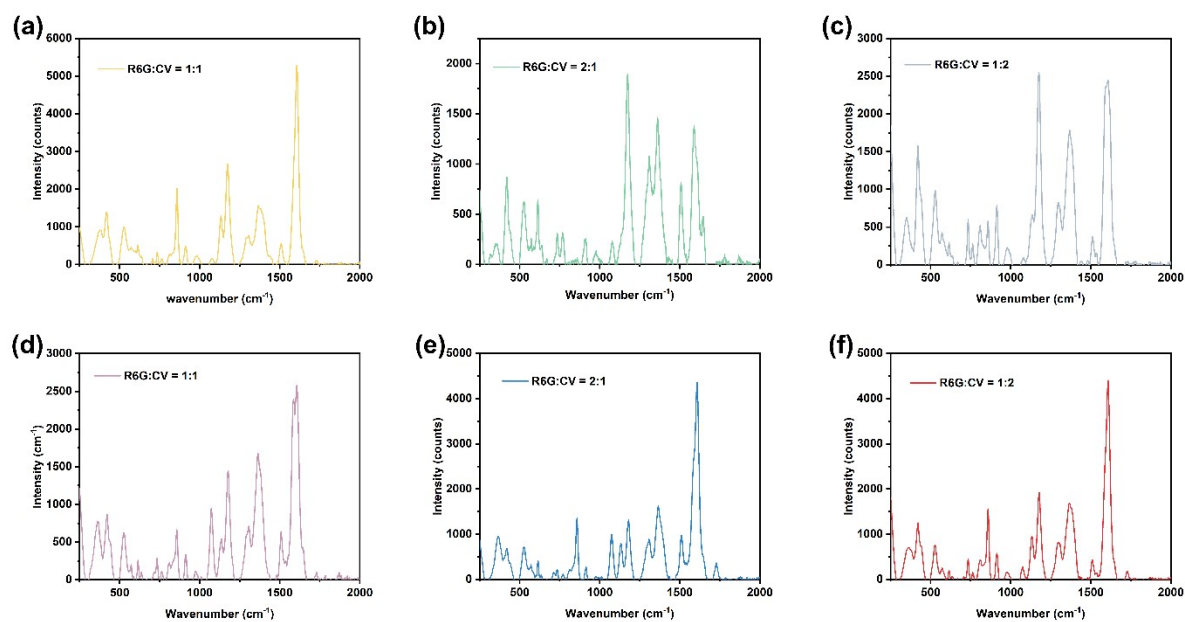 (a)
6000
5000
4000
3000
2000
1000
0
Intensity (counts)
R6G:CV = 1:1
500 1000 1500 2000
wavenumber (cm⁻¹)
(b)
2000
1500
1000
500
0
Intensity (counts)
R6G:CV = 2:1
500 1000 1500 2000
Wavenumber (cm⁻¹)
(c)
3000
2500
2000
1500
1000
500
0
Intensity (counts)
R6G:CV = 1:2
500 1000 1500 2000
Wavenumber (cm⁻¹)
(d)
3000
2500
2000
1500
1000
500
0
Intensity (cm⁻¹)
R6G:CV = 1:1
500 1000 1500 2000
Wavenumber (cm⁻¹)
(e)
5000
4000
3000
2000
1000
0
Intensity (counts)
R6G:CV = 2:1
500 1000 1500 2000
Wavenumber (cm⁻¹)
(f)
5000
4000
3000
2000
1000
0
Intensity (counts)
R6G:CV = 1:2
500 1000 1500 2000
Wavenumber (cm⁻¹)